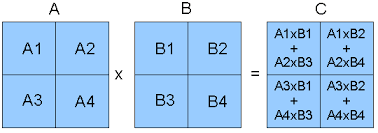 A B C
A1 A2 B1 B2 A1xB1 A1xB2
+ +
A2xB3 A2xB4
x =
A3 A4 B3 B4 A3xB1 A3xB2
+ +
A4xB3 A4xB4